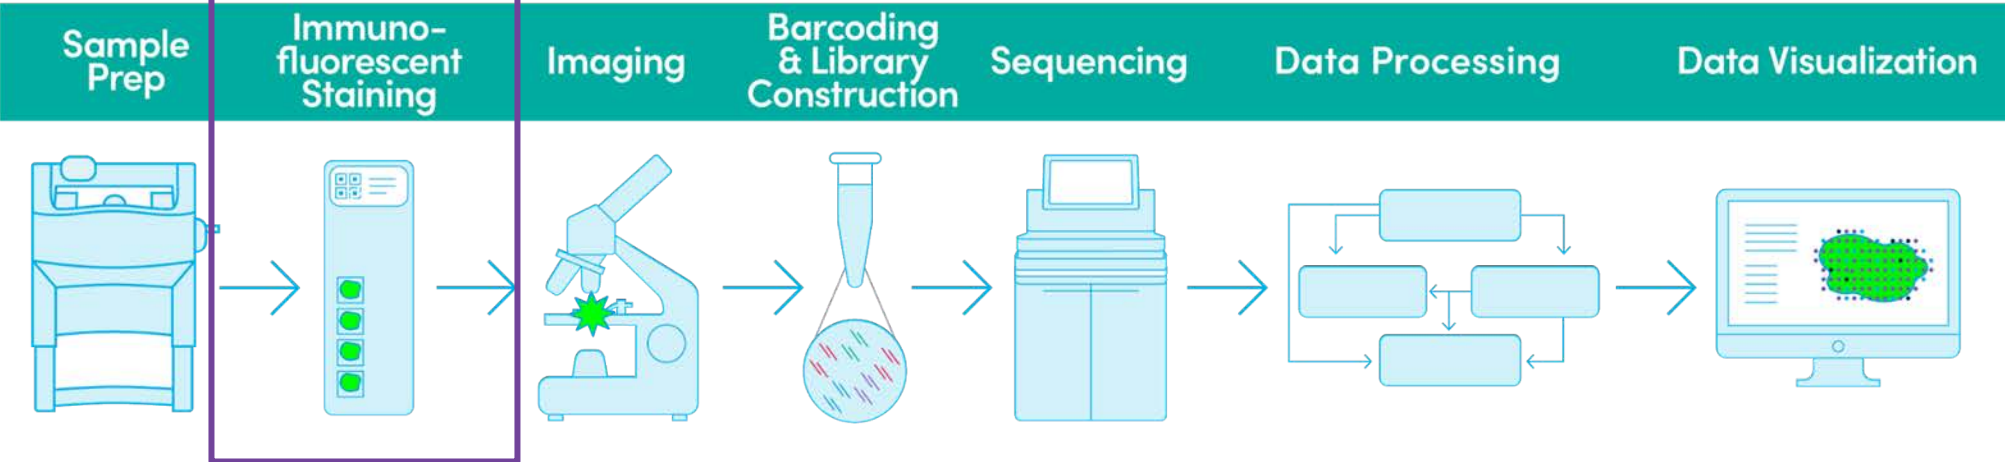 Sample
Prep
Immuno-
fluorescent
Staining
Imaging
Barcoding
& Library
Construction
Sequencing
Data Processing
Data Visualization